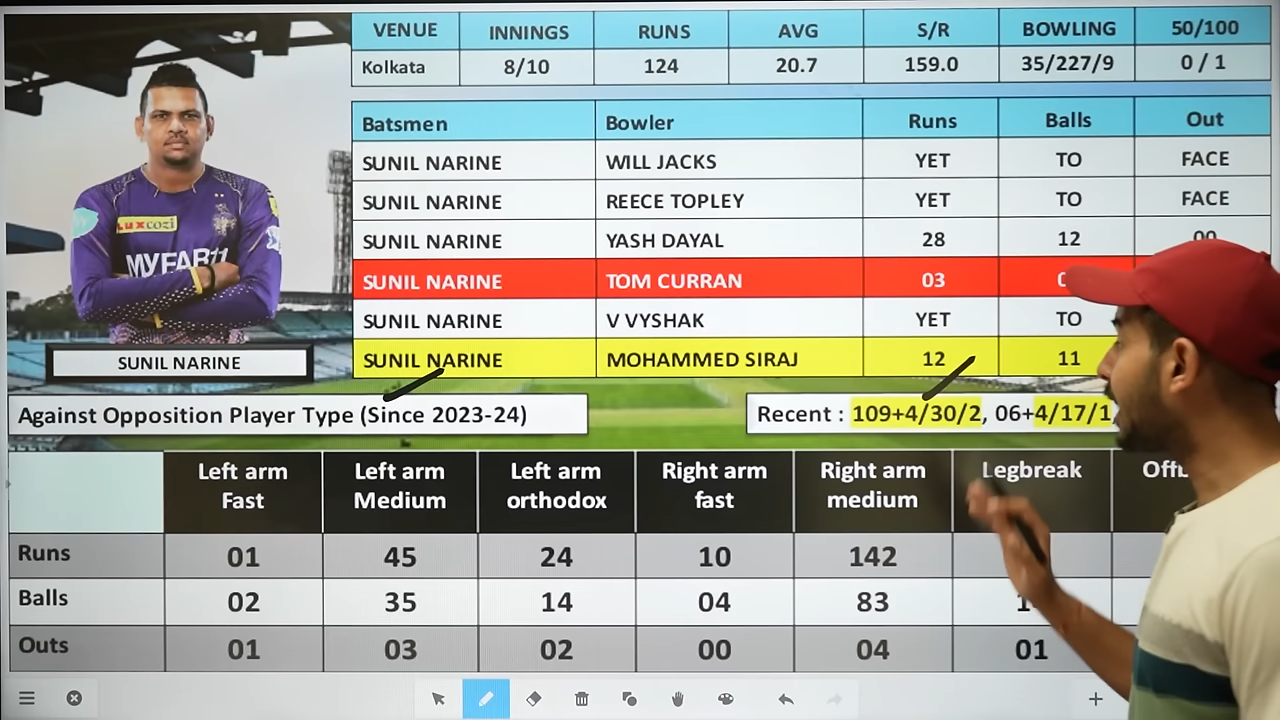 VENUE INNINGS RUNS AVG S/R BOWLING 50/100
Kolkata 8/10 124 20.7 159.0 35/227/9 0 / 1
Batsmen Bowler Runs Balls Out
SUNIL NARINE WILL JACKS YET TO FACE
SUNIL NARINE REECE TOPLEY YET TO FACE
SUNIL NARINE YASH DAYAL 28 12 00
SUNIL NARINE TOM CURRAN 03
SUNIL NARINE V VYSHAK YET TO
SUNIL NARINE MOHAMMED SIRAJ 12 11
Luxcozi
MYFAB11
SUNIL NARINE
Against Opposition Player Type (Since 2023-24)
Recent : 109+4/30/2, 06+4/17/1
Left arm Fast Left arm Medium Left arm orthodox Right arm fast Right arm medium Legbreak
Runs 01 45 24 10 142
Balls 02 35 14 04 83
Outs 01 03 02 00 04 01